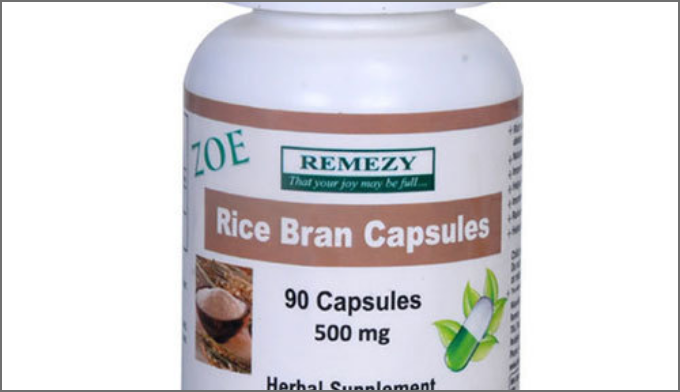 ZOE
REMEZY
That your joy may be full...
Rice Bran Capsules
90 Capsules
500 mg
Herbal Supplement